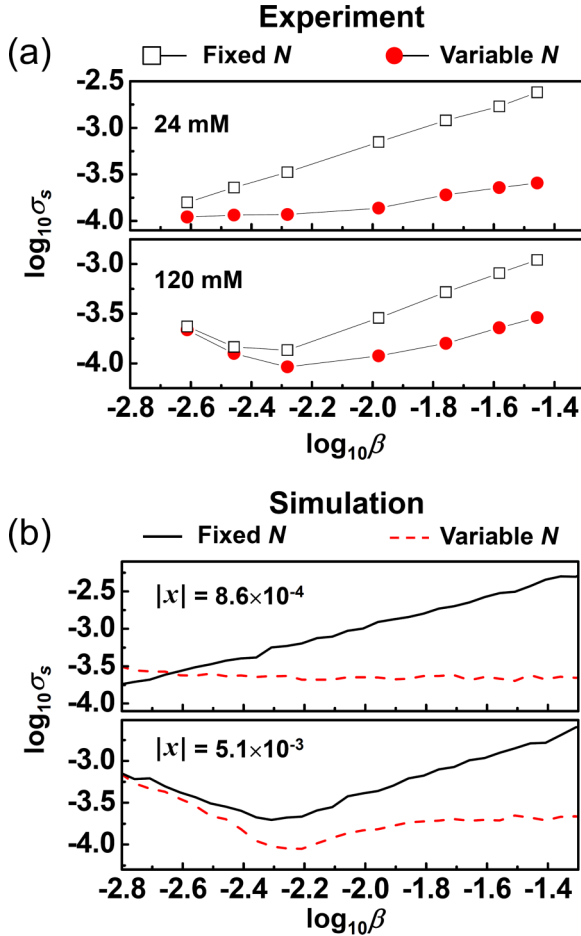 Experiment
(a)
Fixed N
Variable N
24 mM
-2.5
-3.0
-3.5
-4.0
120 mM
-3.0
-3.5
-4.0
log₁₀σₛ
-2.8 -2.6 -2.4 -2.2 -2.0 -1.8 -1.6 -1.4
log₁₀β
Simulation
(b)
Fixed N
Variable N
|x| = 8.6×10⁻⁴
-2.5
-3.0
-3.5
-4.0
|x| = 5.1×10⁻³
-3.0
-3.5
-4.0
log₁₀σₛ
-2.8 -2.6 -2.4 -2.2 -2.0 -1.8 -1.6 -1.4
log₁₀β